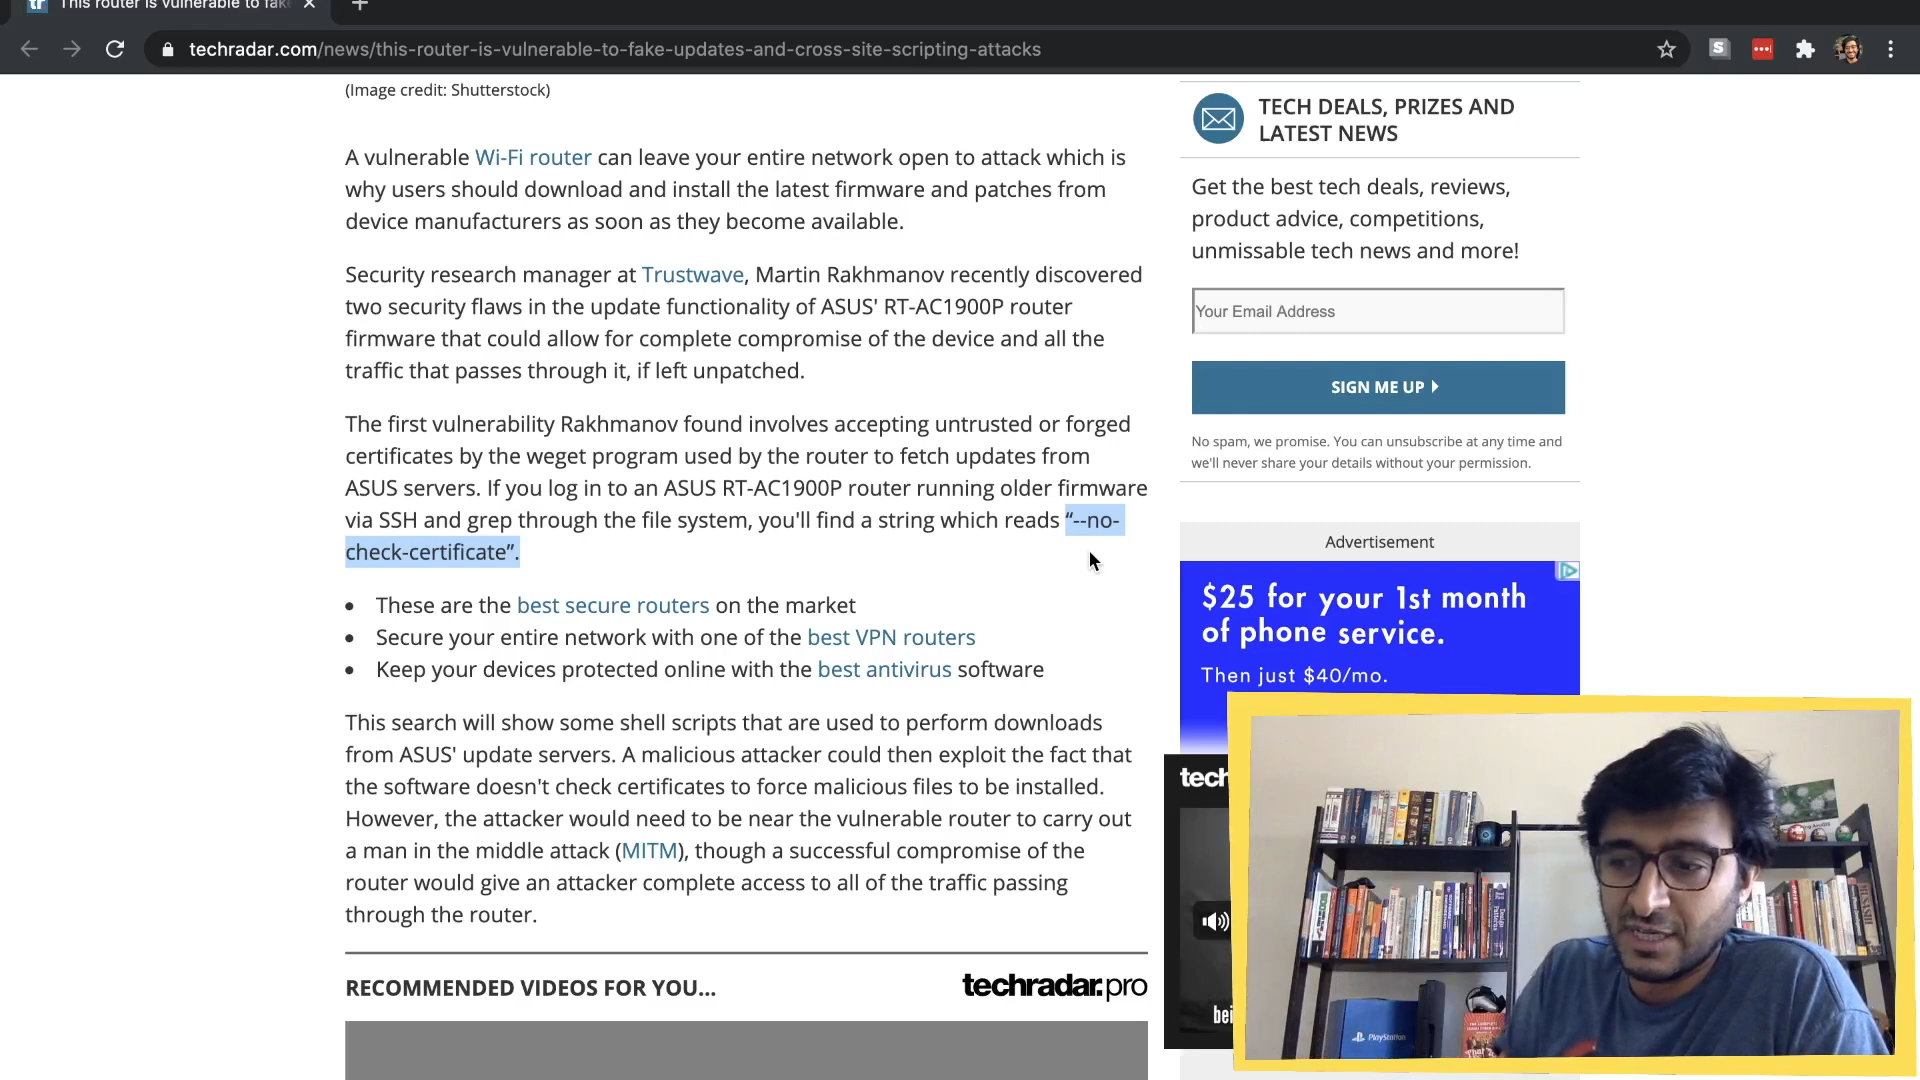 tr This router is vulnerable to fake
techradar.com/news/this-router-is-vulnerable-to-fake-updates-and-cross-site-scripting-attacks
S
(Image credit: Shutterstock)
A vulnerable Wi-Fi router can leave your entire network open to attack which is
why users should download and install the latest firmware and patches from
device manufacturers as soon as they become available.
Security research manager at Trustwave, Martin Rakhmanov recently discovered
two security flaws in the update functionality of ASUS' RT-AC1900P router
firmware that could allow for complete compromise of the device and all the
traffic that passes through it, if left unpatched.
The first vulnerability Rakhmanov found involves accepting untrusted or forged
certificates by the weget program used by the router to fetch updates from
ASUS servers. If you log in to an ASUS RT-AC1900P router running older firmware
via SSH and grep through the file system, you'll find a string which reads “--no-
check-certificate”.
• These are the best secure routers on the market
• Secure your entire network with one of the best VPN routers
• Keep your devices protected online with the best antivirus software
This search will show some shell scripts that are used to perform downloads
from ASUS' update servers. A malicious attacker could then exploit the fact that
the software doesn't check certificates to force malicious files to be installed.
However, the attacker would need to be near the vulnerable router to carry out
a man in the middle attack (MITM), though a successful compromise of the
router would give an attacker complete access to all of the traffic passing
through the router.
RECOMMENDED VIDEOS FOR YOU...
techradar.pro
TECH DEALS, PRIZES AND
LATEST NEWS
Get the best tech deals, reviews,
product advice, competitions,
unmissable tech news and more!
Your Email Address
SIGN ME UP
No spam, we promise. You can unsubscribe at any time and
we'll never share your details without your permission.
Advertisement
$25 for your 1st month
of phone service.
Then just $40/mo.
tech
bei
PlayStation